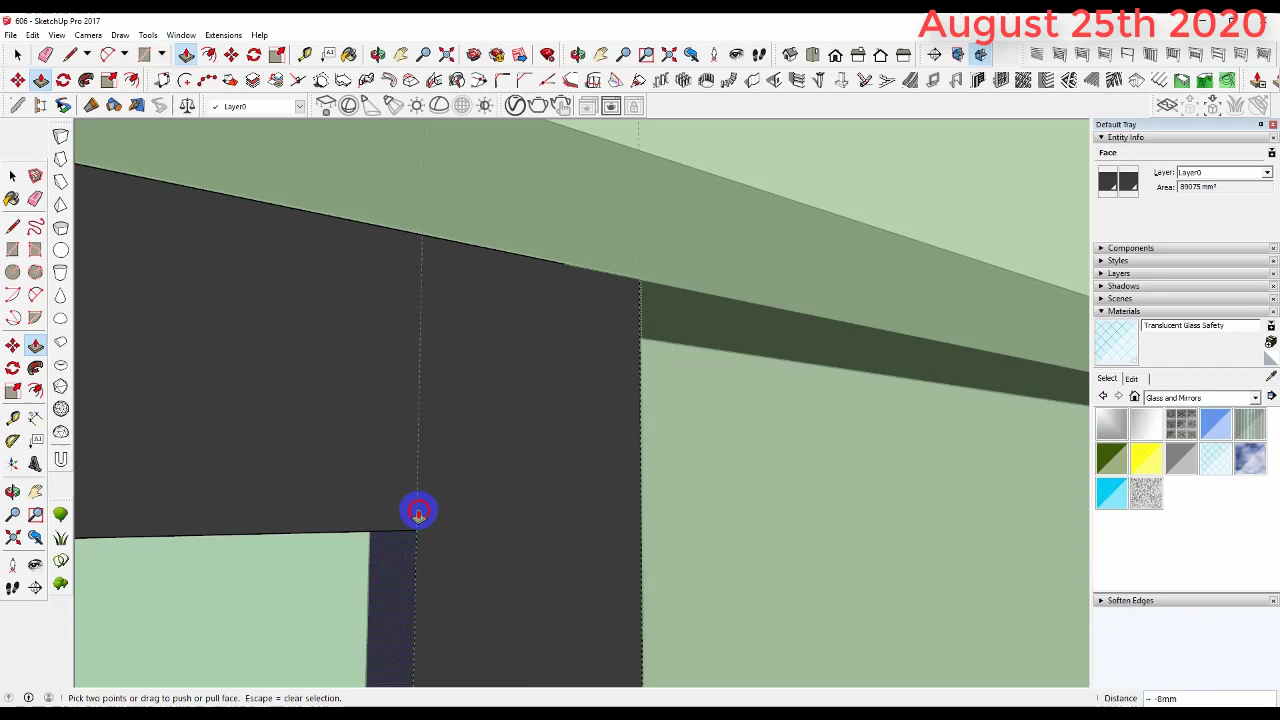 606 - SketchUp Pro 2017
August 25th 2020
File Edit View Camera Draw Tools Window Extensions Help
Layer0
Default Tray
Entity Info
Face
Layer: Layer0
Area: 89075 mm²
Components
Styles
Layers
Shadows
Scenes
Materials
Translucent Glass Safety
Select Edit
Glass and Mirrors
Soften Edges
Pick two points or drag to push or pull face. Escape = clear selection.
Distance ~ -8mm